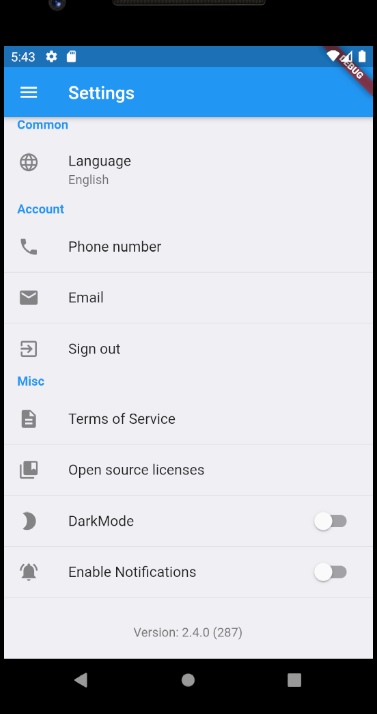 5:43
DEBUG
Settings
Common
Language
English
Account
Phone number
Email
Sign out
Misc
Terms of Service
Open source licenses
DarkMode
Enable Notifications
Version: 2.4.0 (287)